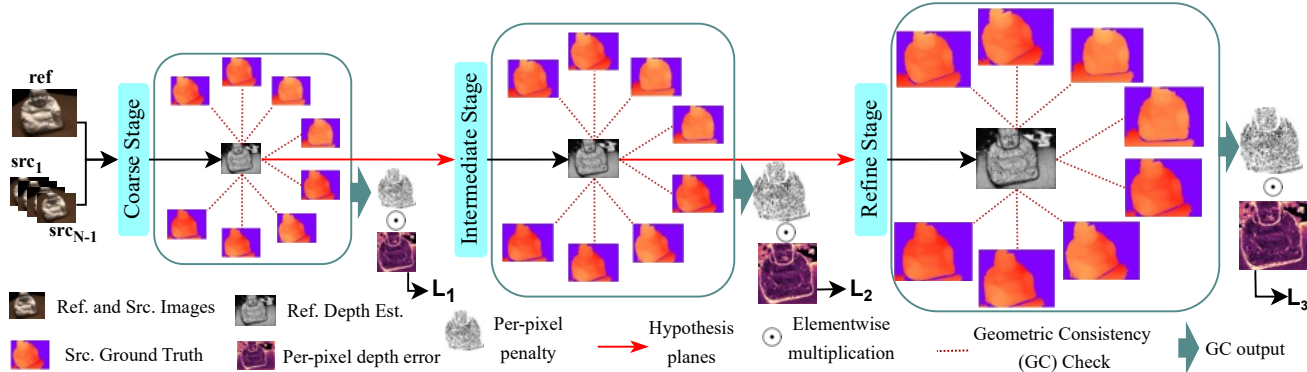 ref
src1
srcN-1
Coarse Stage
L1
Intermediate Stage
L2
Refine Stage
L3
Ref. and Src. Images
Ref. Depth Est.
Per-pixel
penalty
Hypothesis
planes
Elementwise
multiplication
Geometric Consistency
(GC) Check
GC output
Src. Ground Truth
Per-pixel depth error